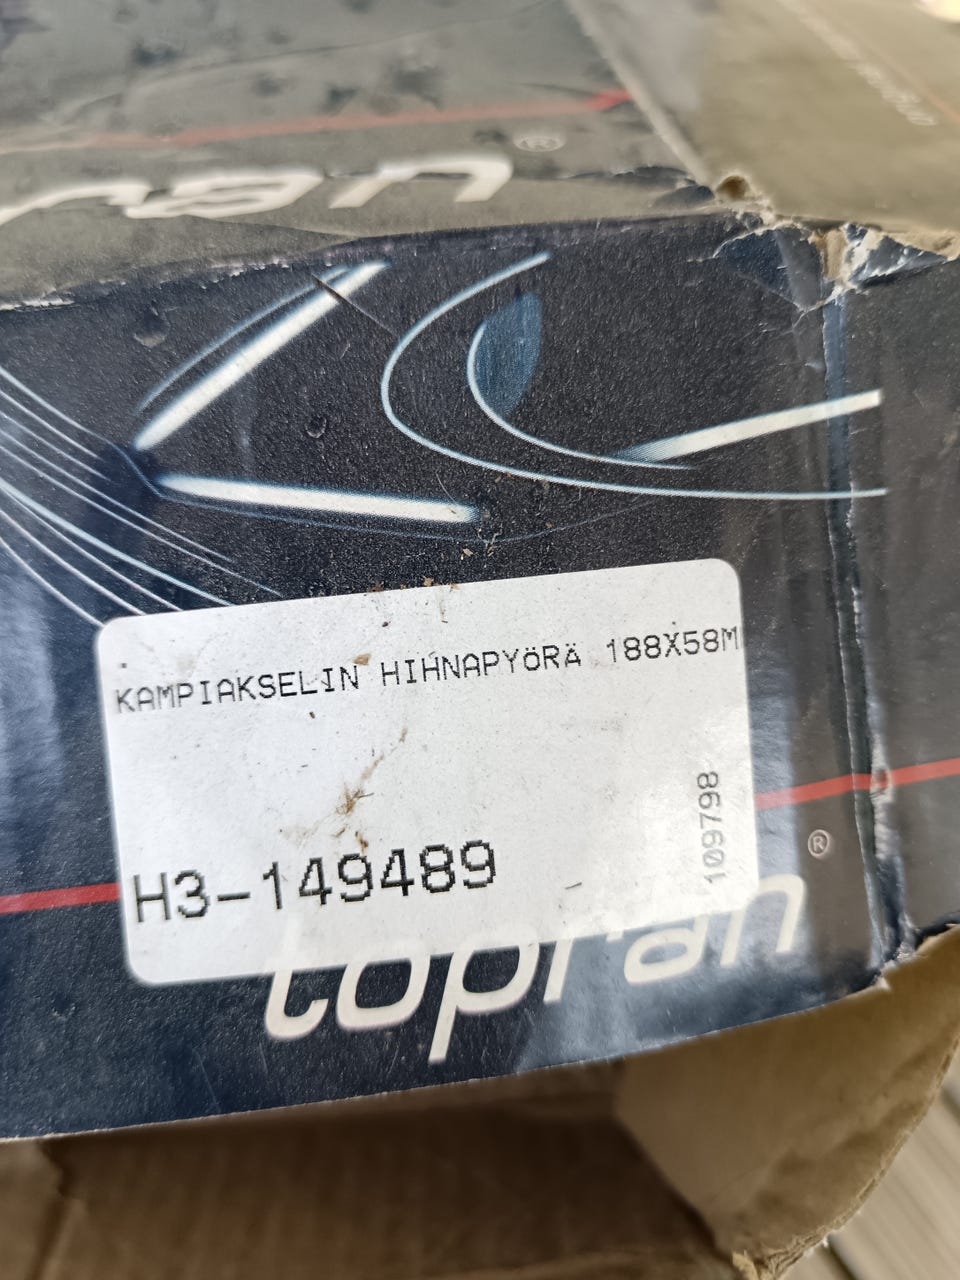 ®
KAMPIAKSELIN HIHNAPYÖRÄ 188X58M
109798
H3-149489
®
topran